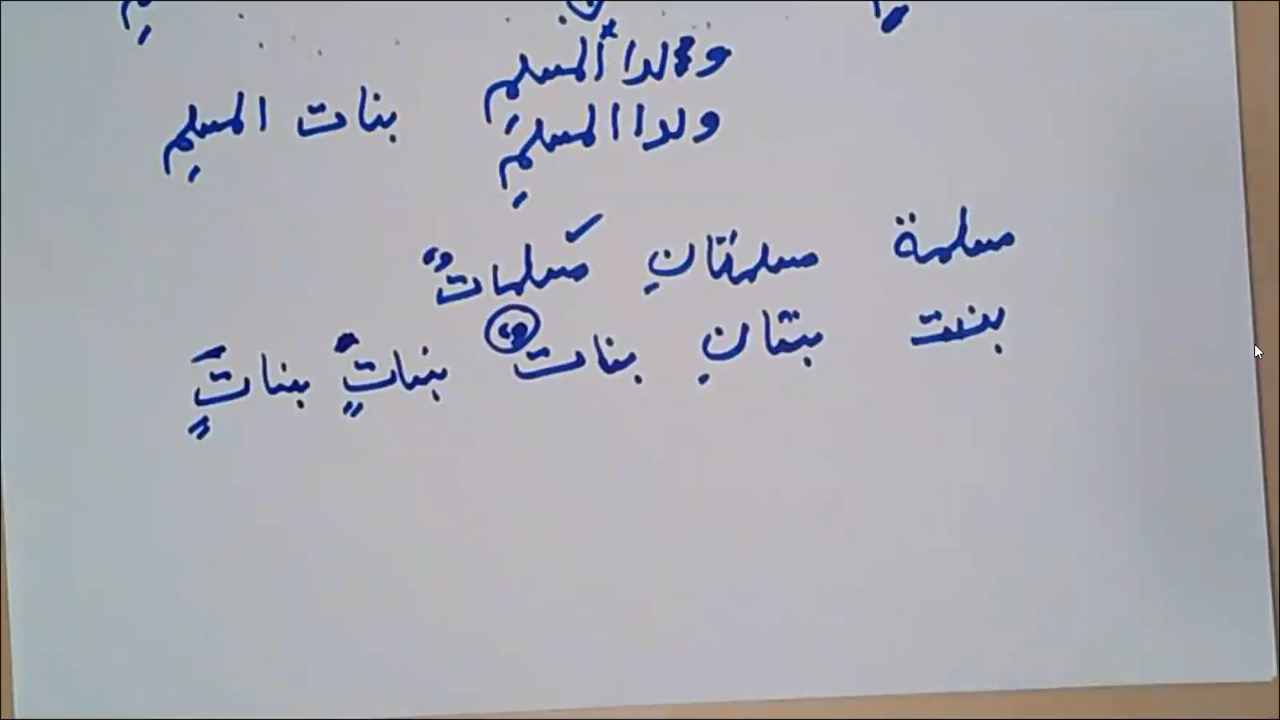 ولدا المسلم
ولدا المسلمِ بنات المسلمِ
مسلمة مسلمتانِ مسلماتٌ
بنت بنتانِ بناتٌ بناتٍ بناتٍ